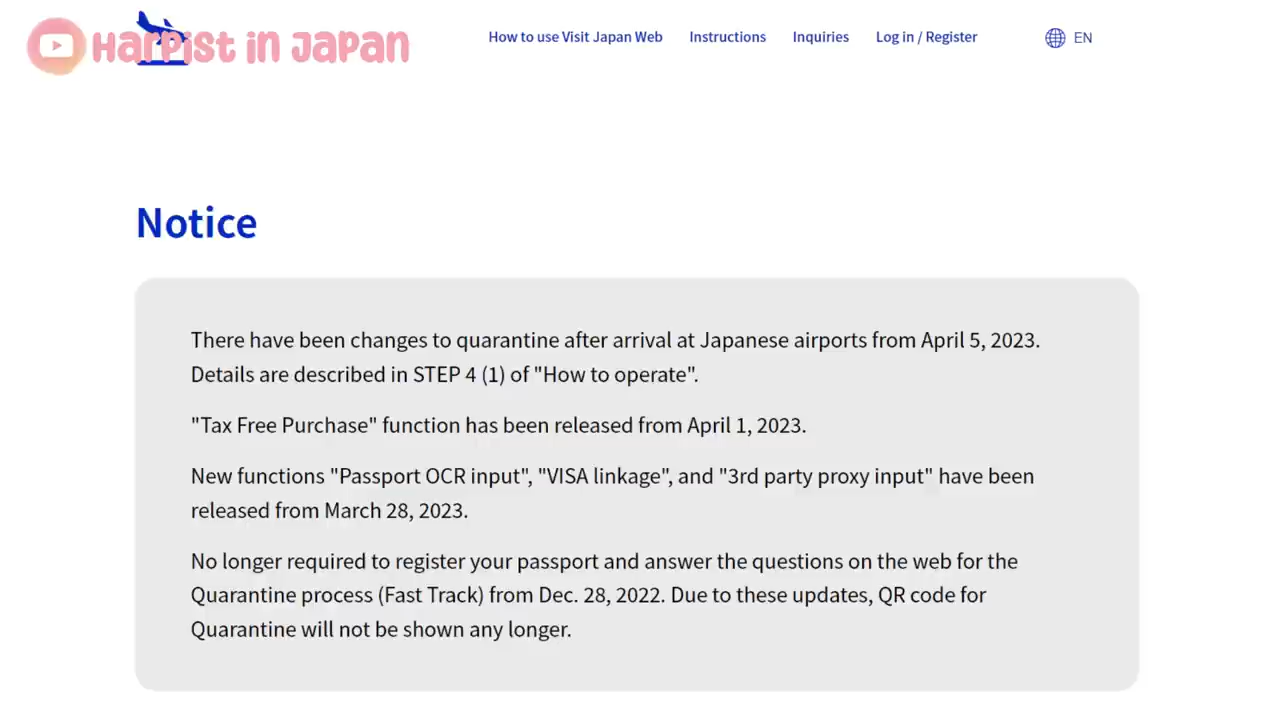 Harpist in Japan
How to use Visit Japan Web
Instructions
Inquiries
Log in / Register
EN
Notice
There have been changes to quarantine after arrival at Japanese airports from April 5, 2023.
Details are described in STEP 4 (1) of "How to operate".
"Tax Free Purchase" function has been released from April 1, 2023.
New functions "Passport OCR input", "VISA linkage", and "3rd party proxy input" have been
released from March 28, 2023.
No longer required to register your passport and answer the questions on the web for the
Quarantine process (Fast Track) from Dec. 28, 2022. Due to these updates, QR code for
Quarantine will not be shown any longer.